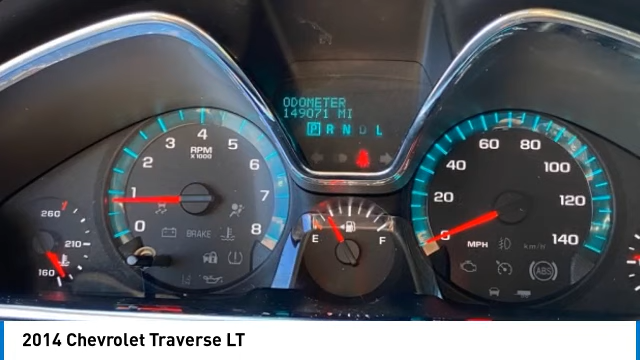 ODOMETER
149071 MI
P R N D L
0 1 2 3 4 5 6 7 8
RPM
X1000
BRAKE
260
210
160
E F
0 20 40 60 80 100 120 140
MPH km/H
ABS
2014 Chevrolet Traverse LT